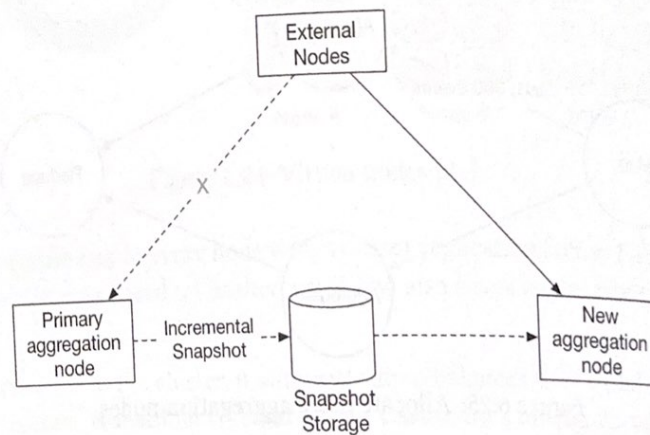 External
Nodes
X
Primary
aggregation
node
Incremental
Snapshot
New
aggregation
node
Snapshot
Storage